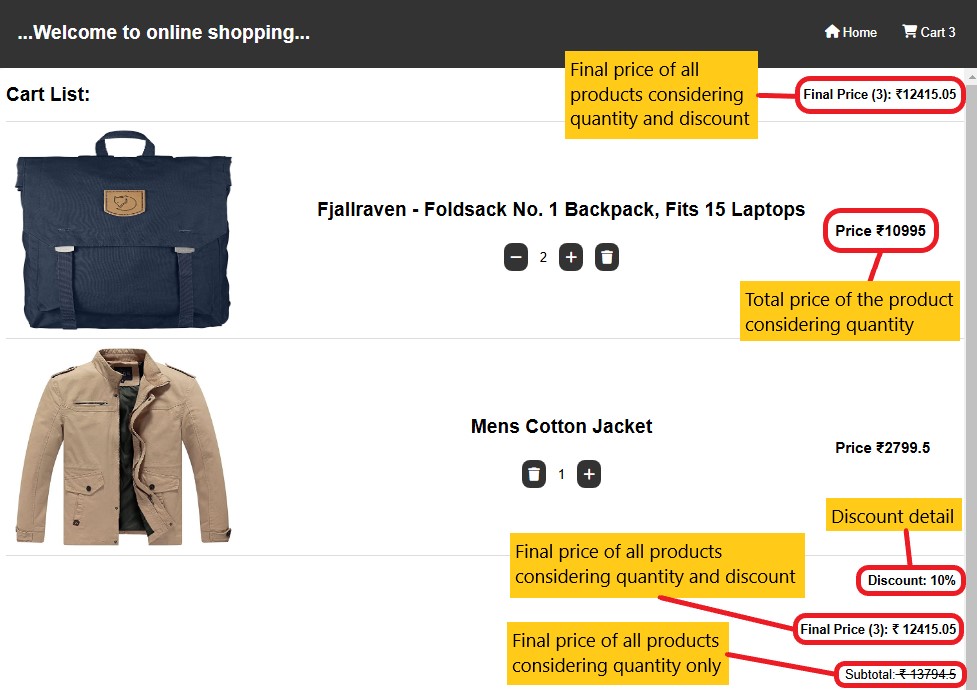 ...Welcome to online shopping...
Home
Cart 3
Cart List:
Final price of all
products considering
quantity and discount
Final Price (3): ₹12415.05
Fjallraven - Foldsack No. 1 Backpack, Fits 15 Laptops
Price ₹10995
2
Total price of the product
considering quantity
Mens Cotton Jacket
Price ₹2799.5
1
Discount detail
Final price of all products
considering quantity and discount
Discount: 10%
Final Price (3): ₹ 12415.05
Final price of all products
considering quantity only
Subtotal: ₹ 13794.5